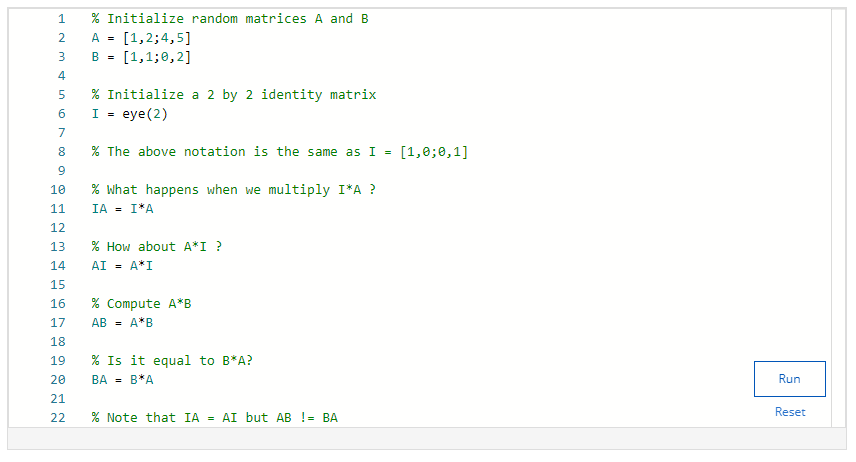 1 % Initialize random matrices A and B
2 A = [1,2;4,5]
3 B = [1,1;0,2]
4
5 % Initialize a 2 by 2 identity matrix
6 I = eye(2)
7
8 % The above notation is the same as I = [1,0;0,1]
9
10 % What happens when we multiply I*A ?
11 IA = I*A
12
13 % How about A*I ?
14 AI = A*I
15
16 % Compute A*B
17 AB = A*B
18
19 % Is it equal to B*A?
20 BA = B*A
21
22 % Note that IA = AI but AB != BA
Run
Reset